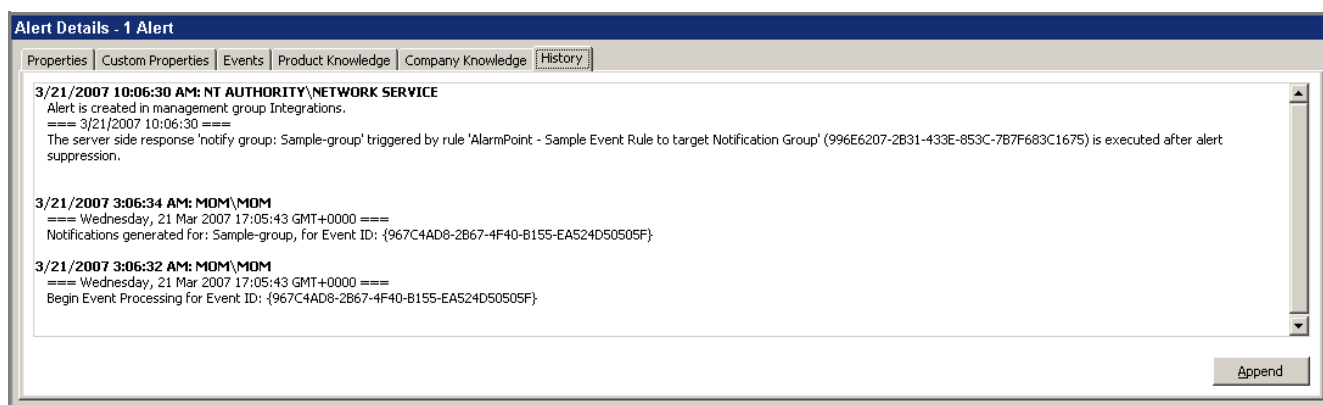 Alert Details - 1 Alert
Properties Custom Properties Events Product Knowledge Company Knowledge History
3/21/2007 10:06:30 AM: NT AUTHORITY\NETWORK SERVICE
Alert is created in management group Integrations.
=== 3/21/2007 10:06:30 ===
The server side response 'notify group: Sample-group' triggered by rule 'AlarmPoint - Sample Event Rule to target Notification Group' (996E6207-2B31-433E-853C-7B7F683C1675) is executed after alert
suppression.
3/21/2007 3:06:34 AM: MOM\MOM
=== Wednesday, 21 Mar 2007 17:05:43 GMT+0000 ===
Notifications generated for: Sample-group, for Event ID: {967C4AD8-2B67-4F40-B155-EA524D50505F}
3/21/2007 3:06:32 AM: MOM\MOM
=== Wednesday, 21 Mar 2007 17:05:43 GMT+0000 ===
Begin Event Processing for Event ID: {967C4AD8-2B67-4F40-B155-EA524D50505F}
Append